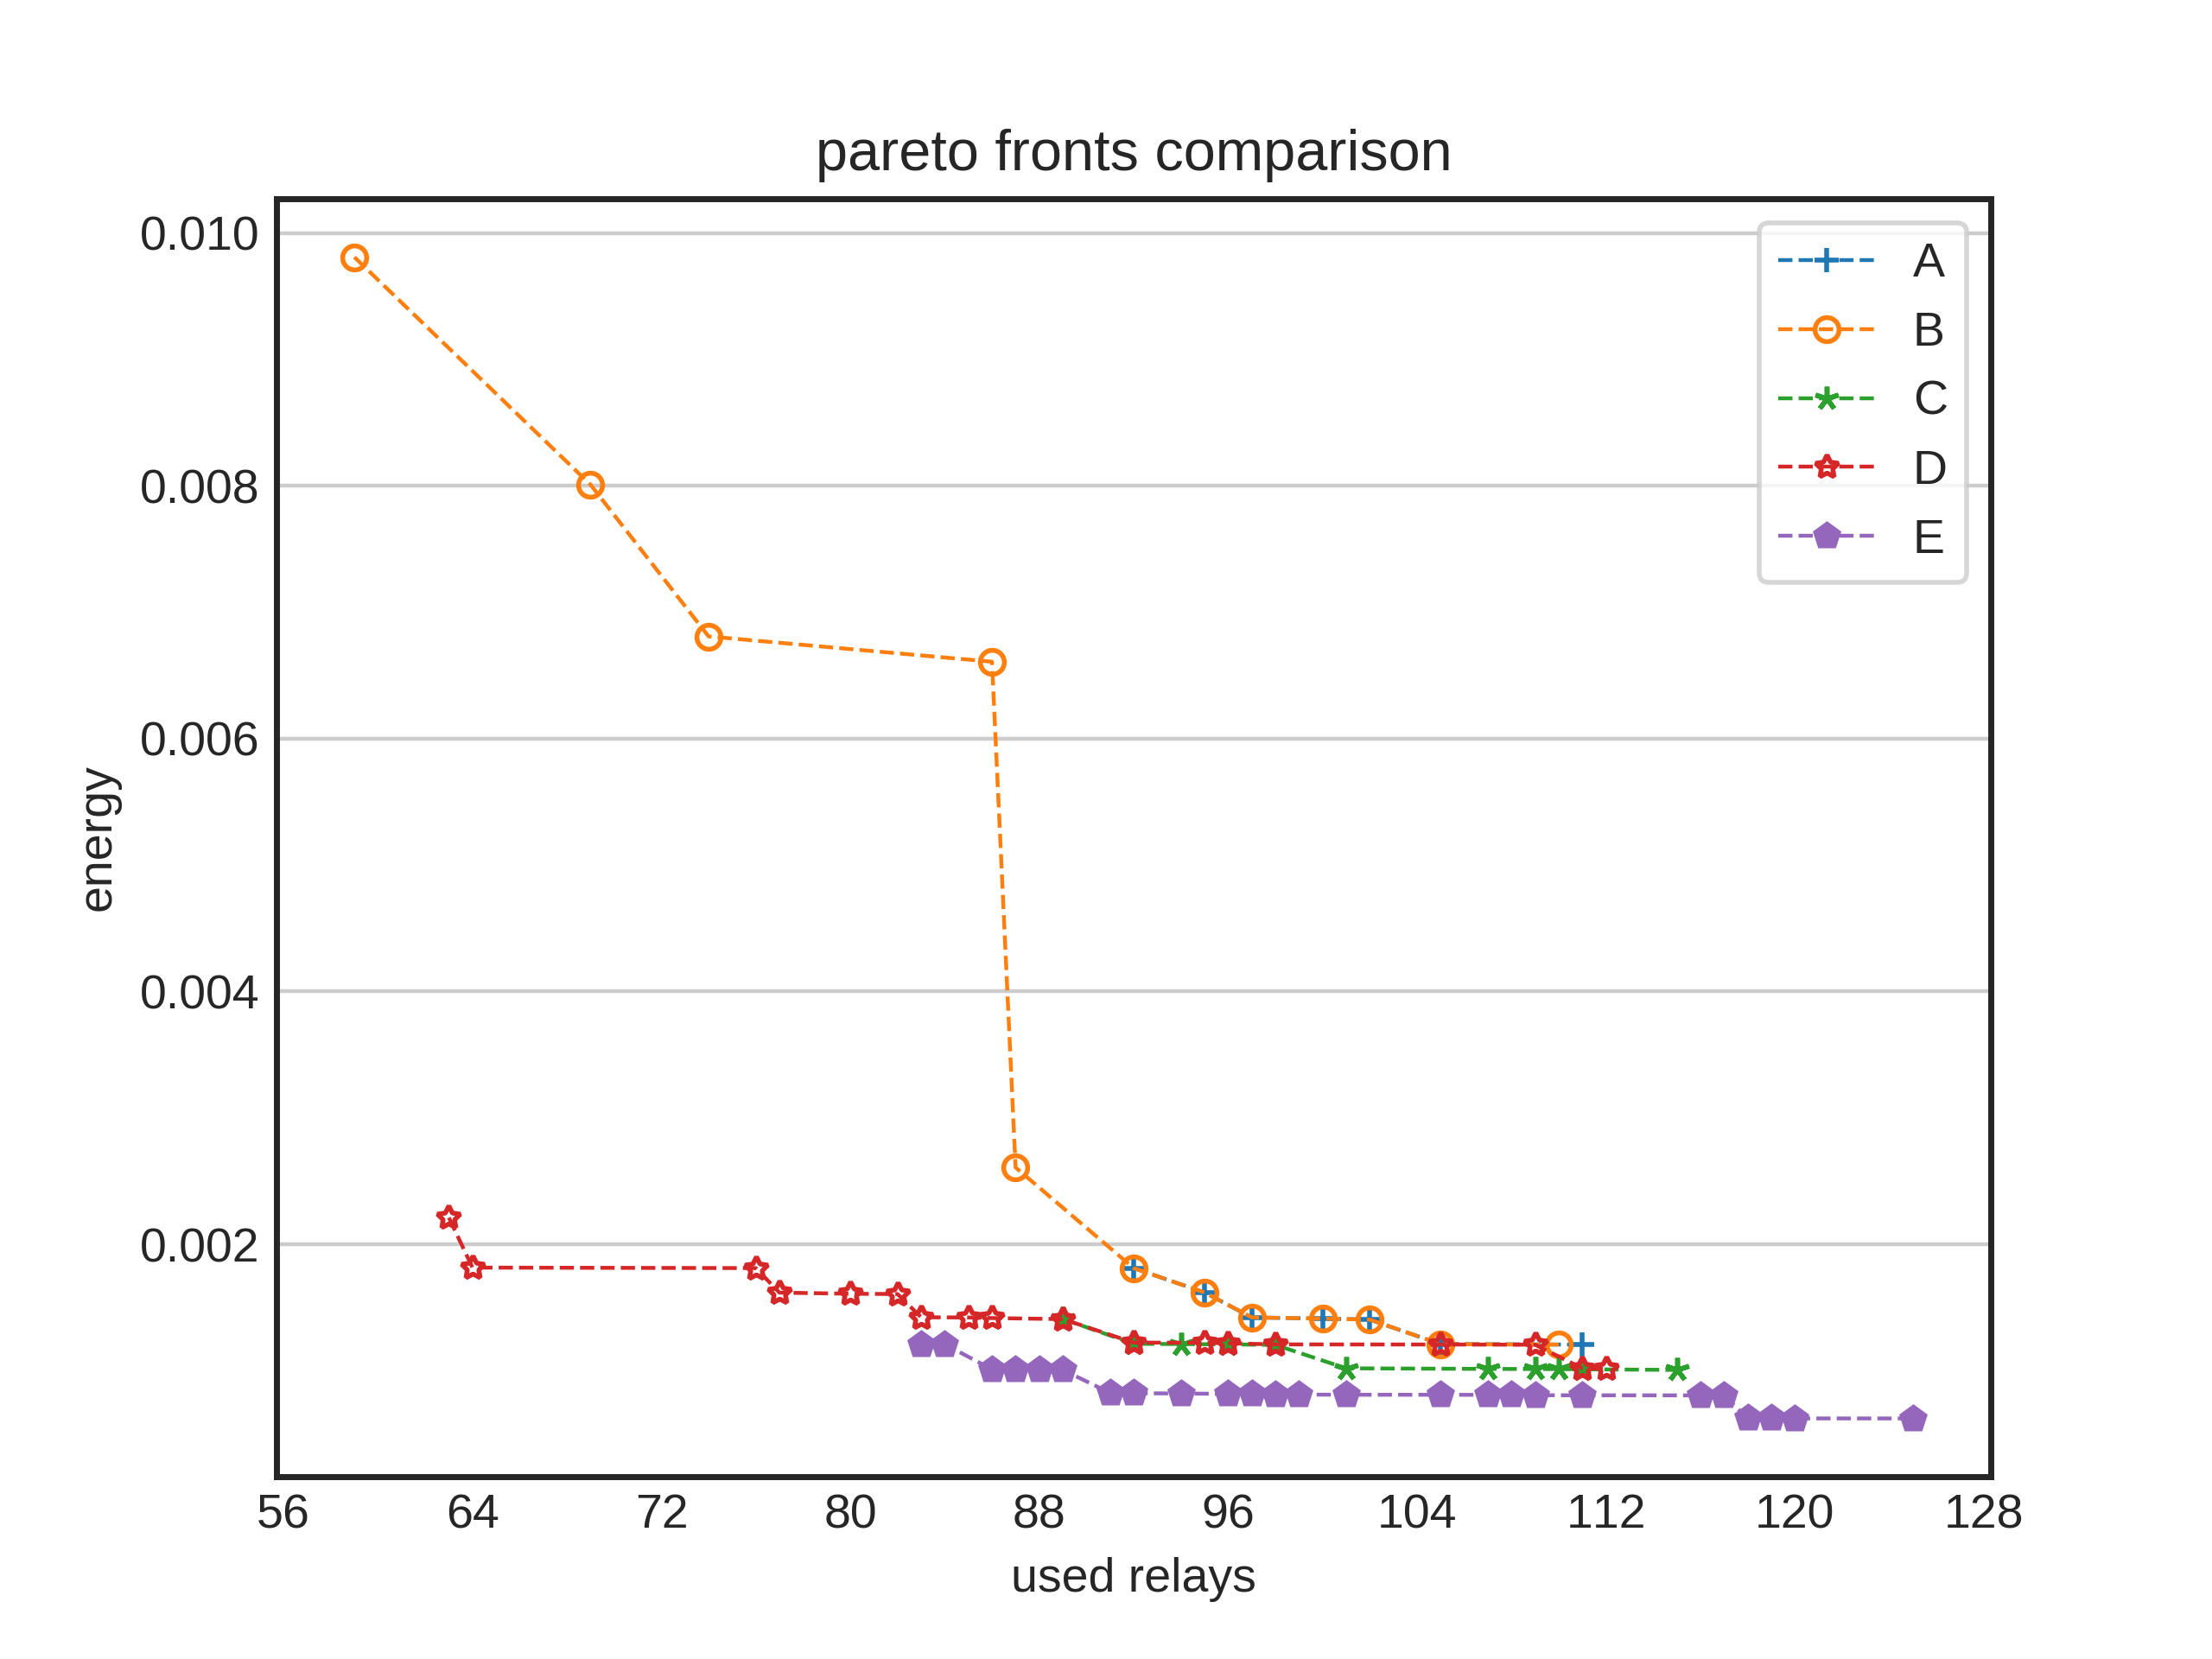 pareto fronts comparison
0.010
0.008
0.006
0.004
0.002
energy
A
B
C
D
E
56 64 72 80 88 96 104 112 120 128
used relays